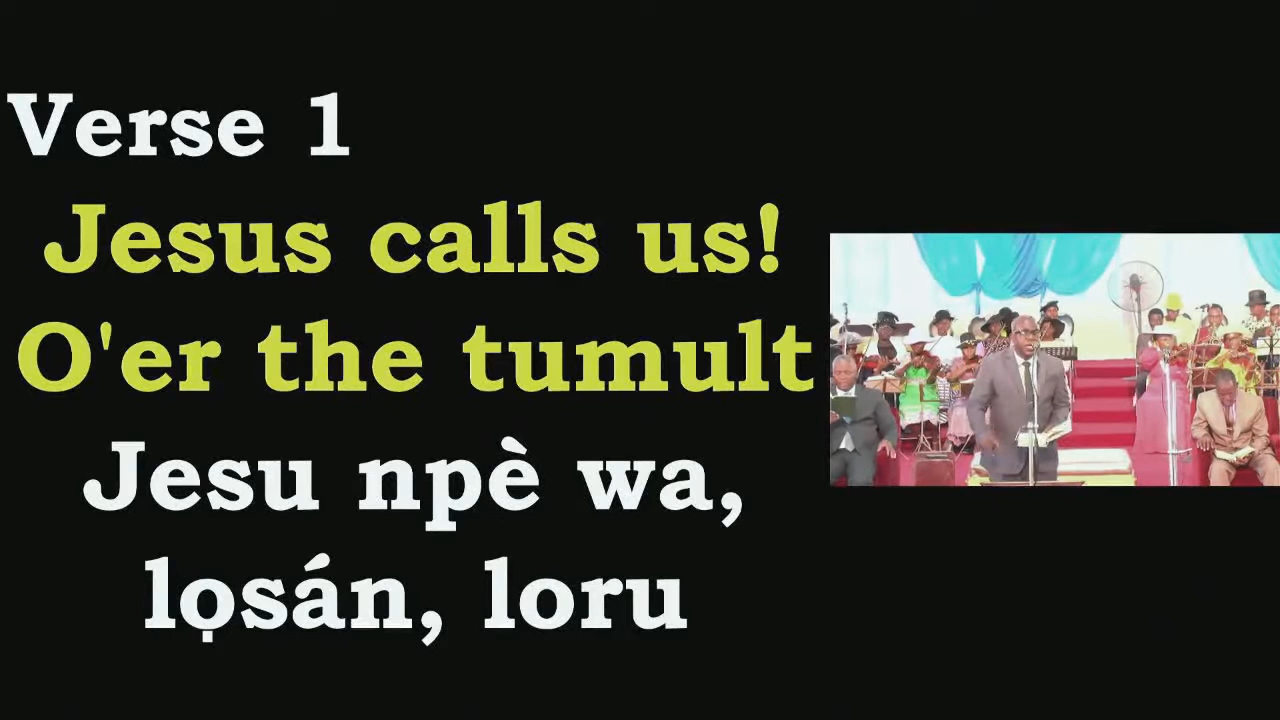 Verse 1
Jesus calls us!
O'er the tumult
Jesu npè wa,
lọsán, loru